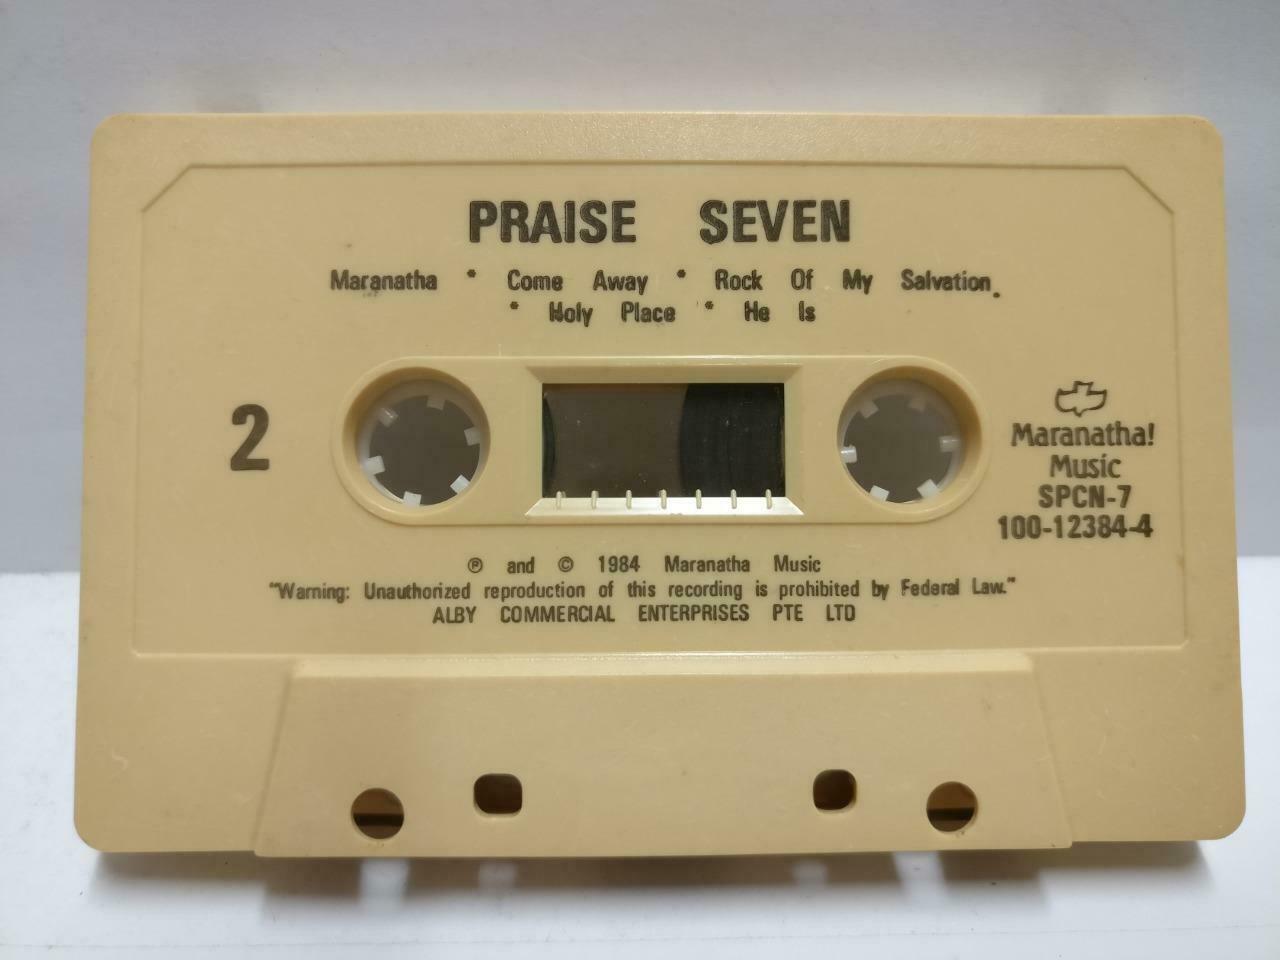 PRAISE SEVEN
Maranatha * Come Away * Rock Of My Salvation.
* Holy Place * He Is
2
Maranatha!
Music
SPCN-7
100-12384-4
℗ and © 1984 Maranatha Music
"Warning: Unauthorized reproduction of this recording is prohibited by Federal Law."
ALBY COMMERCIAL ENTERPRISES PTE LTD